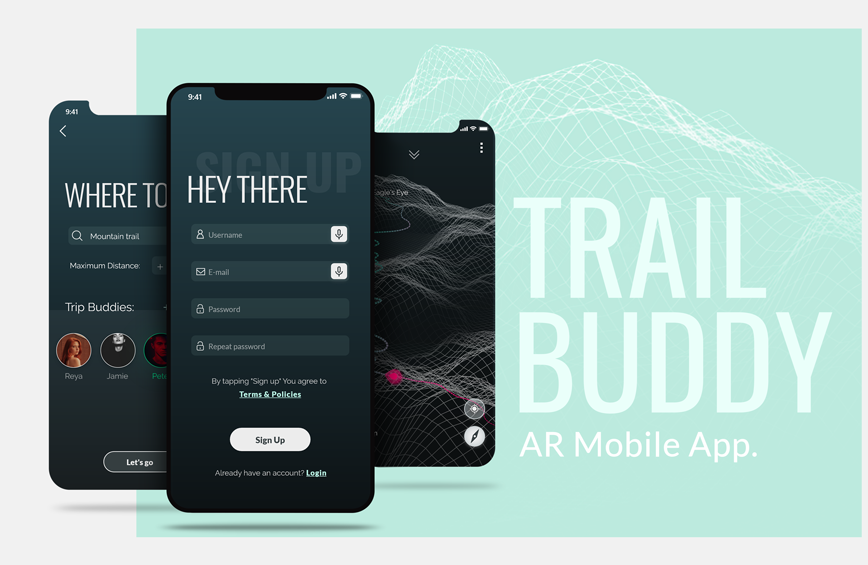 9:41
WHERE TO
Mountain trail
Maximum Distance:
Trip Buddies:
Reya
Jamie
Let's go
9:41
SIGN UP
HEY THERE
Username
E-mail
Password
Repeat password
By tapping "Sign up" You agree to
Terms & Policies
Sign Up
Already have an account? Login
Eye
TRAIL
BUDDY
AR Mobile App.